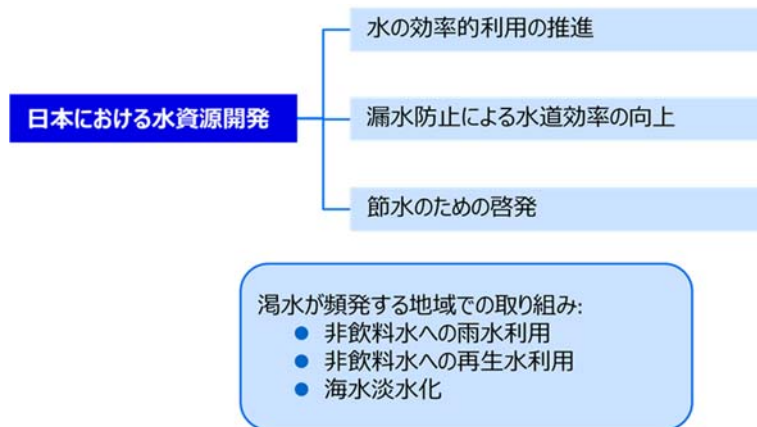 水の効率的利用の推進
日本における水資源開発
漏水防止による水道効率の向上
節水のための啓発
渇水が頻発する地域での取り組み:
● 非飲料水への雨水利用
● 非飲料水への再生水利用
● 海水淡水化